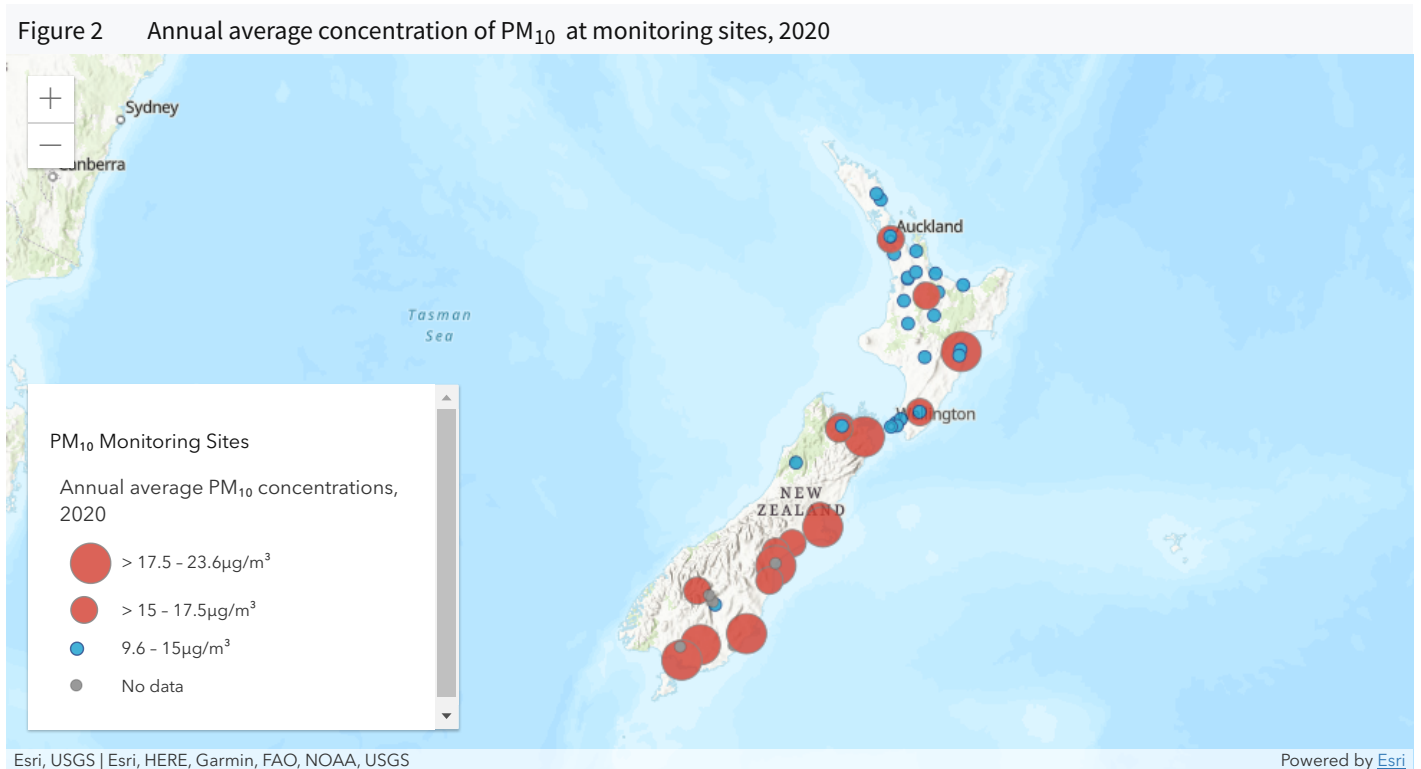 Figure 2 Annual average concentration of PM₁₀ at monitoring sites, 2020
+
Sydney
−
anberra
Auckland
Tasman
Sea
PM₁₀ Monitoring Sites
Annual average PM₁₀ concentrations,
2020
> 17.5 – 23.6µg/m³
> 15 – 17.5µg/m³
9.6 – 15µg/m³
No data
W ngton
NEW
ZEALAND
Esri, USGS | Esri, HERE, Garmin, FAO, NOAA, USGS
Powered by Esri